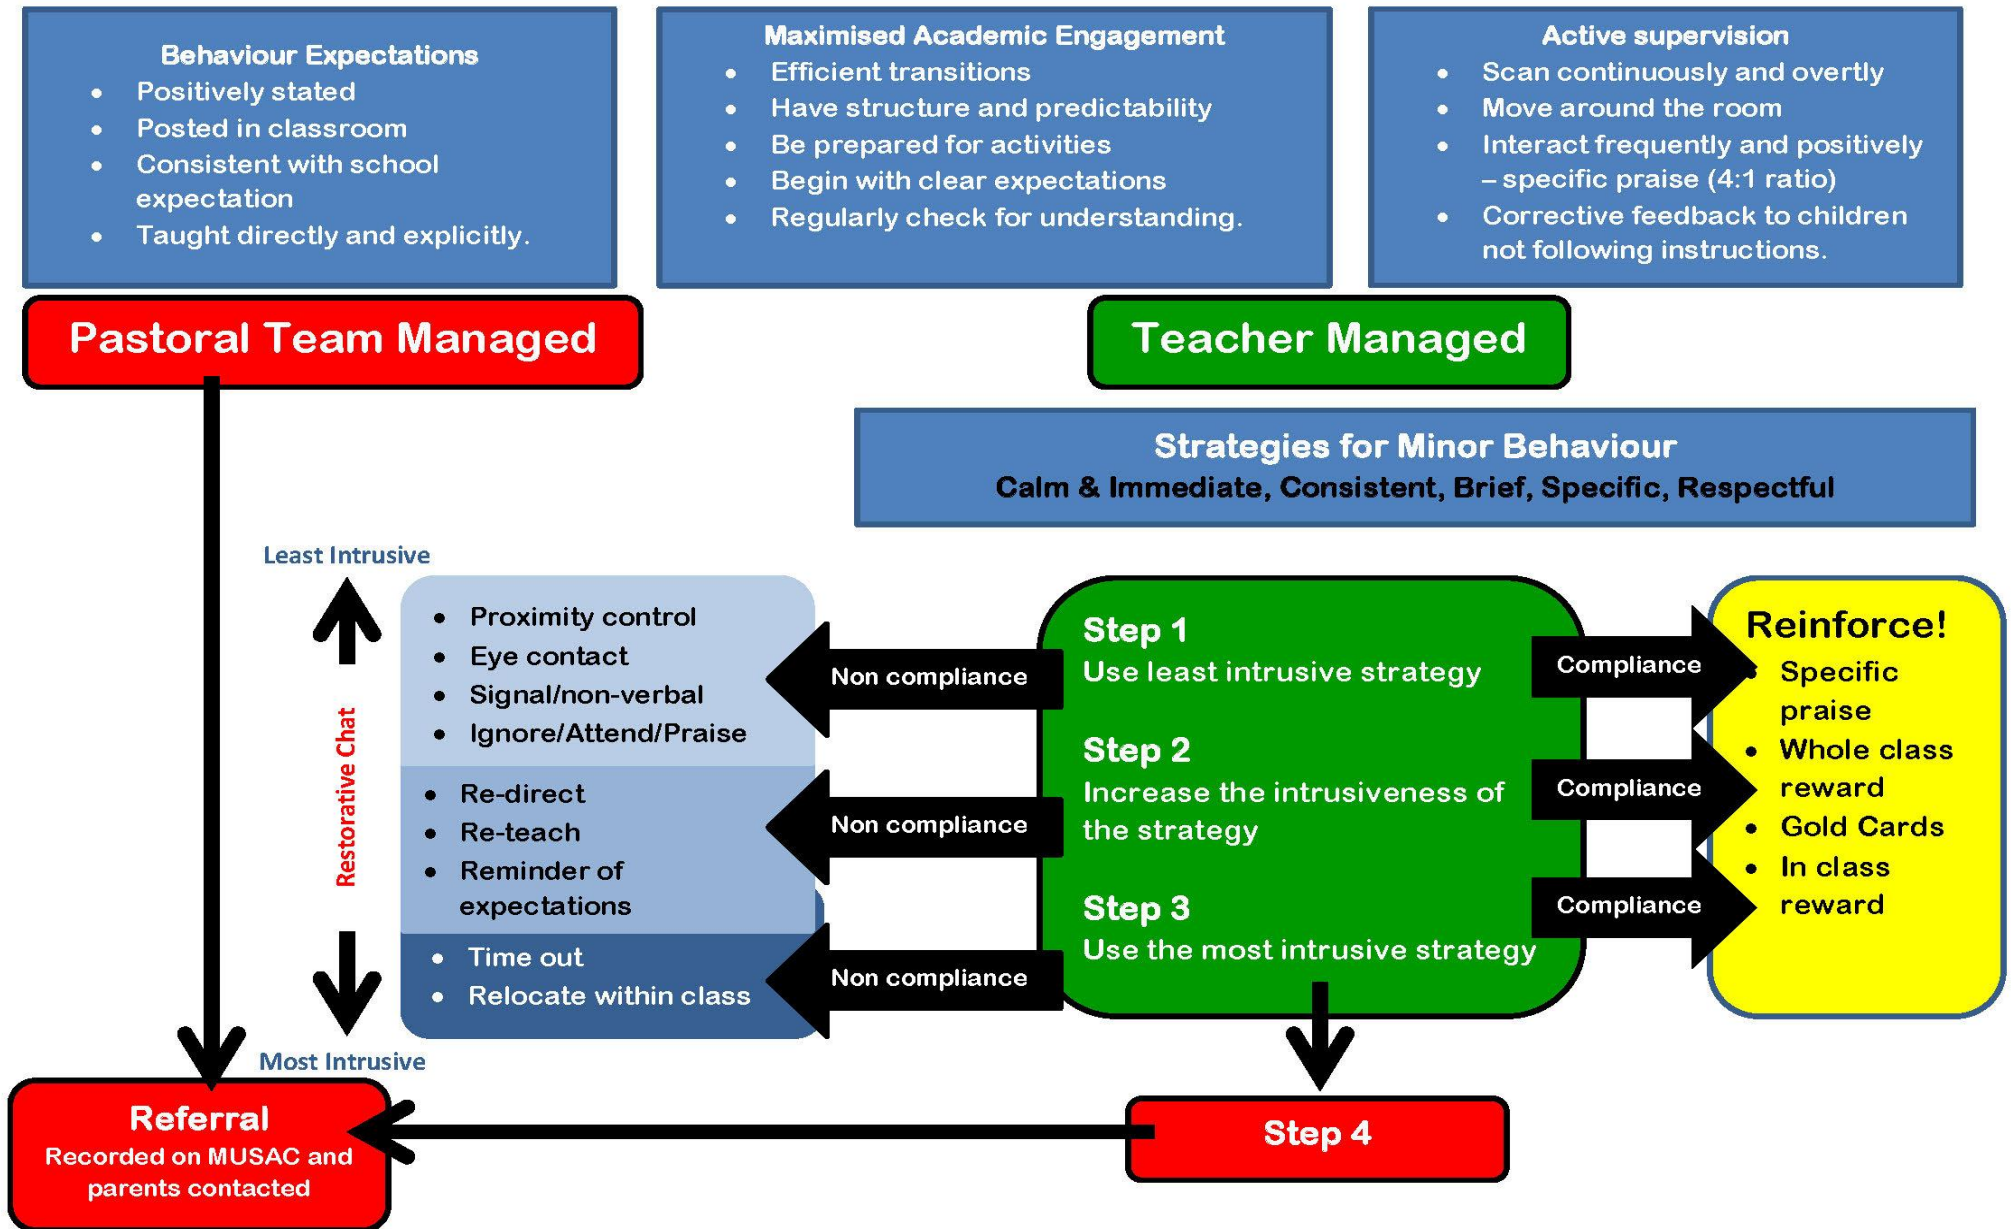 Behaviour Expectations
• Positively stated
• Posted in classroom
• Consistent with school
expectation
• Taught directly and explicitly.
Maximised Academic Engagement
• Efficient transitions
• Have structure and predictability
• Be prepared for activities
• Begin with clear expectations
• Regularly check for understanding.
Active supervision
• Scan continuously and overtly
• Move around the room
• Interact frequently and positively
– specific praise (4:1 ratio)
• Corrective feedback to children
not following instructions.
Pastoral Team Managed
Teacher Managed
Strategies for Minor Behaviour
Calm & Immediate, Consistent, Brief, Specific, Respectful
Least Intrusive
Restorative Chat
Most Intrusive
• Proximity control
• Eye contact
• Signal/non-verbal
• Ignore/Attend/Praise
• Re-direct
• Re-teach
• Reminder of
expectations
• Time out
• Relocate within class
Non compliance
Non compliance
Non compliance
Step 1
Use least intrusive strategy
Step 2
Increase the intrusiveness of
the strategy
Step 3
Use the most intrusive strategy
Compliance
Compliance
Compliance
Reinforce!
• Specific
praise
• Whole class
reward
• Gold Cards
• In class
reward
Referral
Recorded on MUSAC and
parents contacted
Step 4